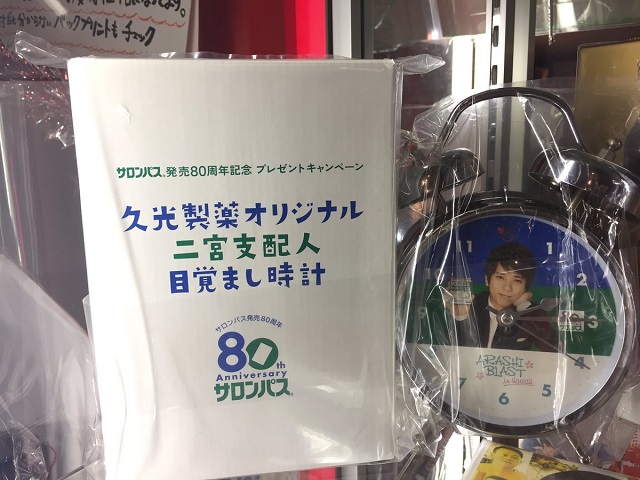 バックプリントもチェック
サロンパス®発売80周年記念 プレゼントキャンペーン
久光製薬オリジナル
二宮支配人
目覚まし時計
サロンパス発売80周年
80th
Anniversary
サロンパス®
11
1
10
2
3
4
5
6
7
ARASHI
BLAST
in Hawaii